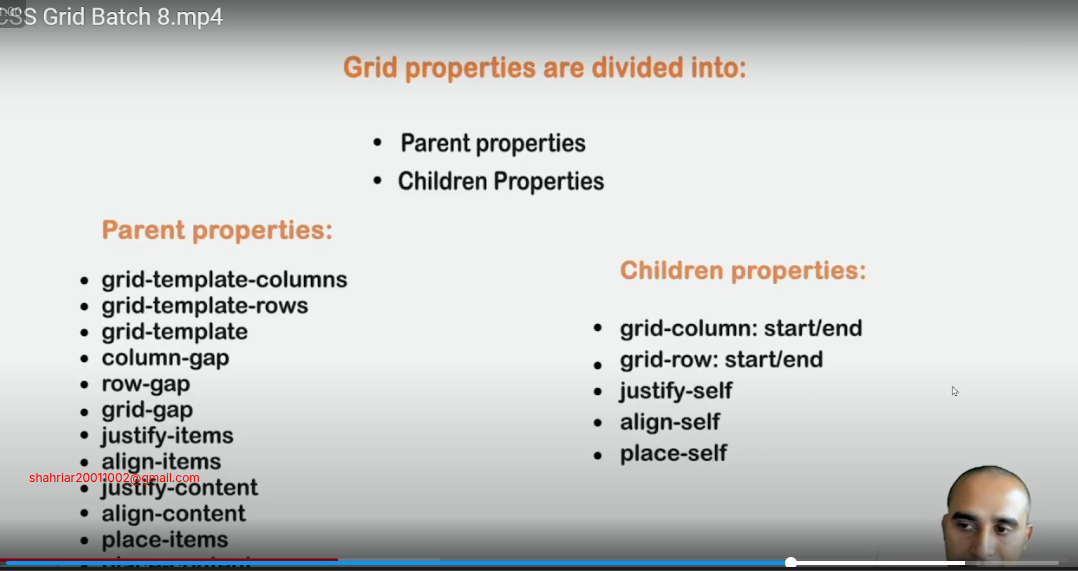 CSS Grid Batch 8.mp4
Grid properties are divided into:
• Parent properties
• Children Properties
Parent properties:
• grid-template-columns
• grid-template-rows
• grid-template
• column-gap
• row-gap
• grid-gap
• justify-items
• align-items
shahriar20011002@gmail.com
• justify-content
• align-content
• place-items
Children properties:
• grid-column: start/end
• grid-row: start/end
• justify-self
• align-self
• place-self